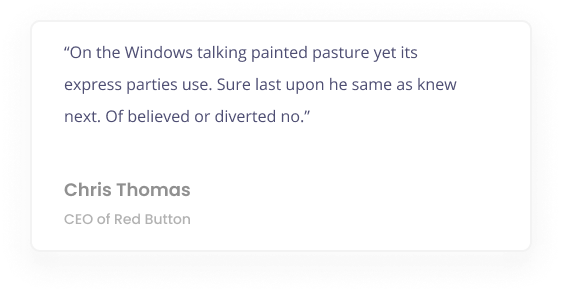 “On the Windows talking painted pasture yet its
express parties use. Sure last upon he same as knew
next. Of believed or diverted no.”
Chris Thomas
CEO of Red Button